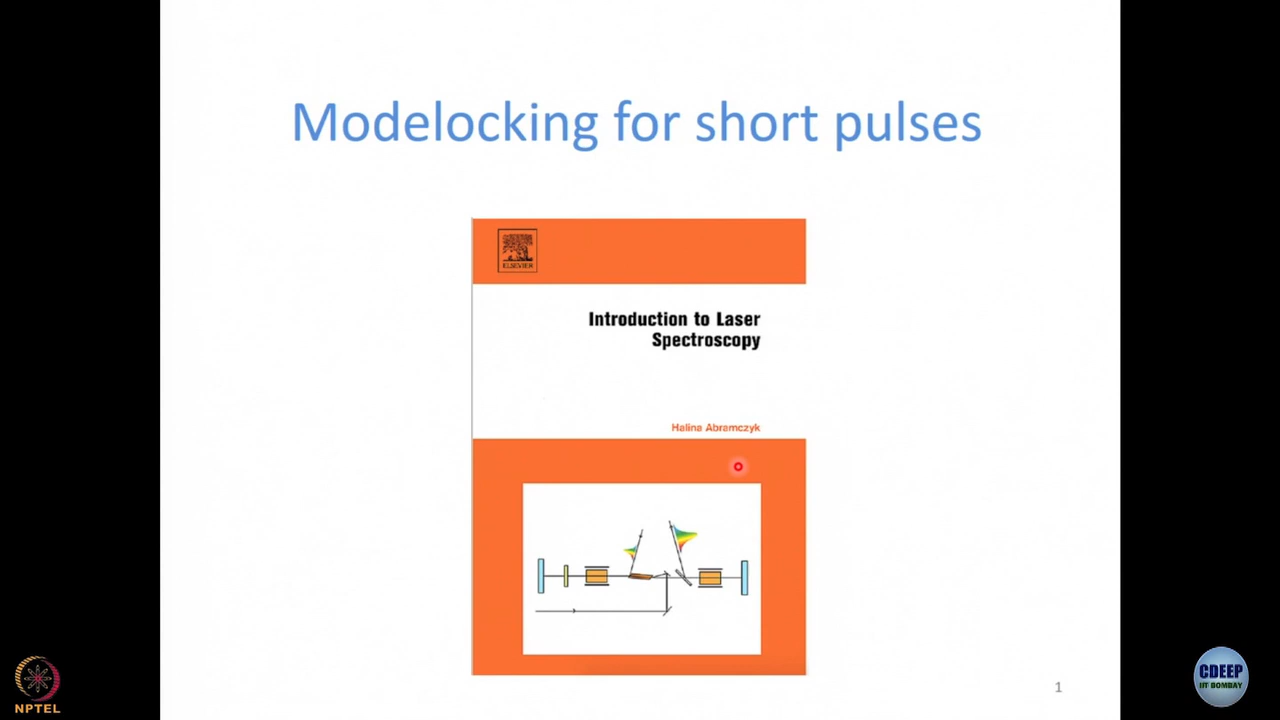 Modelocking for short pulses
ELSEVIER
Introduction to Laser
Spectroscopy
Halina Abramczyk
NPTEL
CDEEP
IIT BOMBAY
1